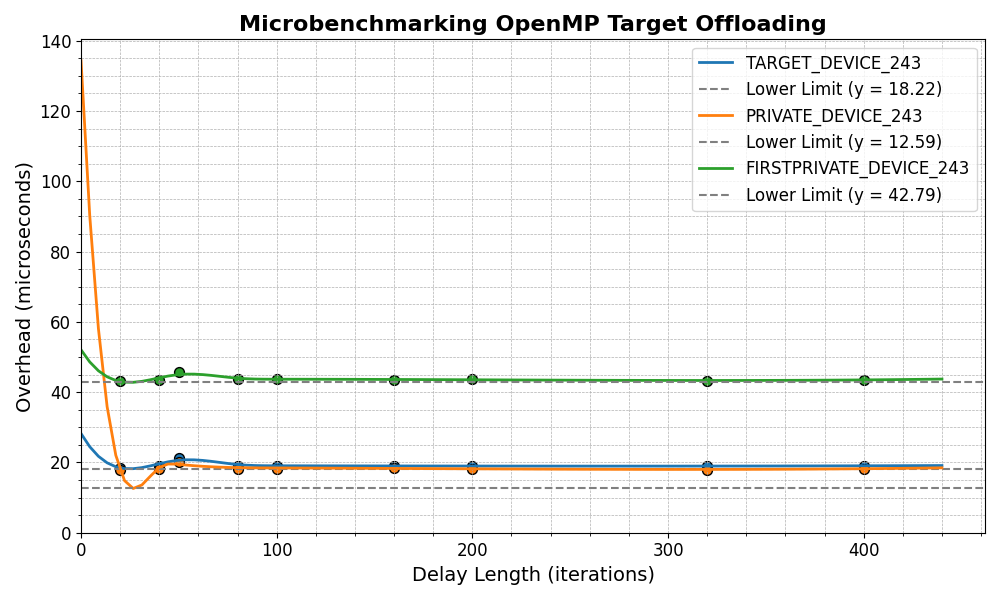 Microbenchmarking OpenMP Target Offloading
140
120
100
80
60
40
20
0
Overhead (microseconds)
TARGET_DEVICE_243
Lower Limit (y = 18.22)
PRIVATE_DEVICE_243
Lower Limit (y = 12.59)
FIRSTPRIVATE_DEVICE_243
Lower Limit (y = 42.79)
0 100 200 300 400
Delay Length (iterations)